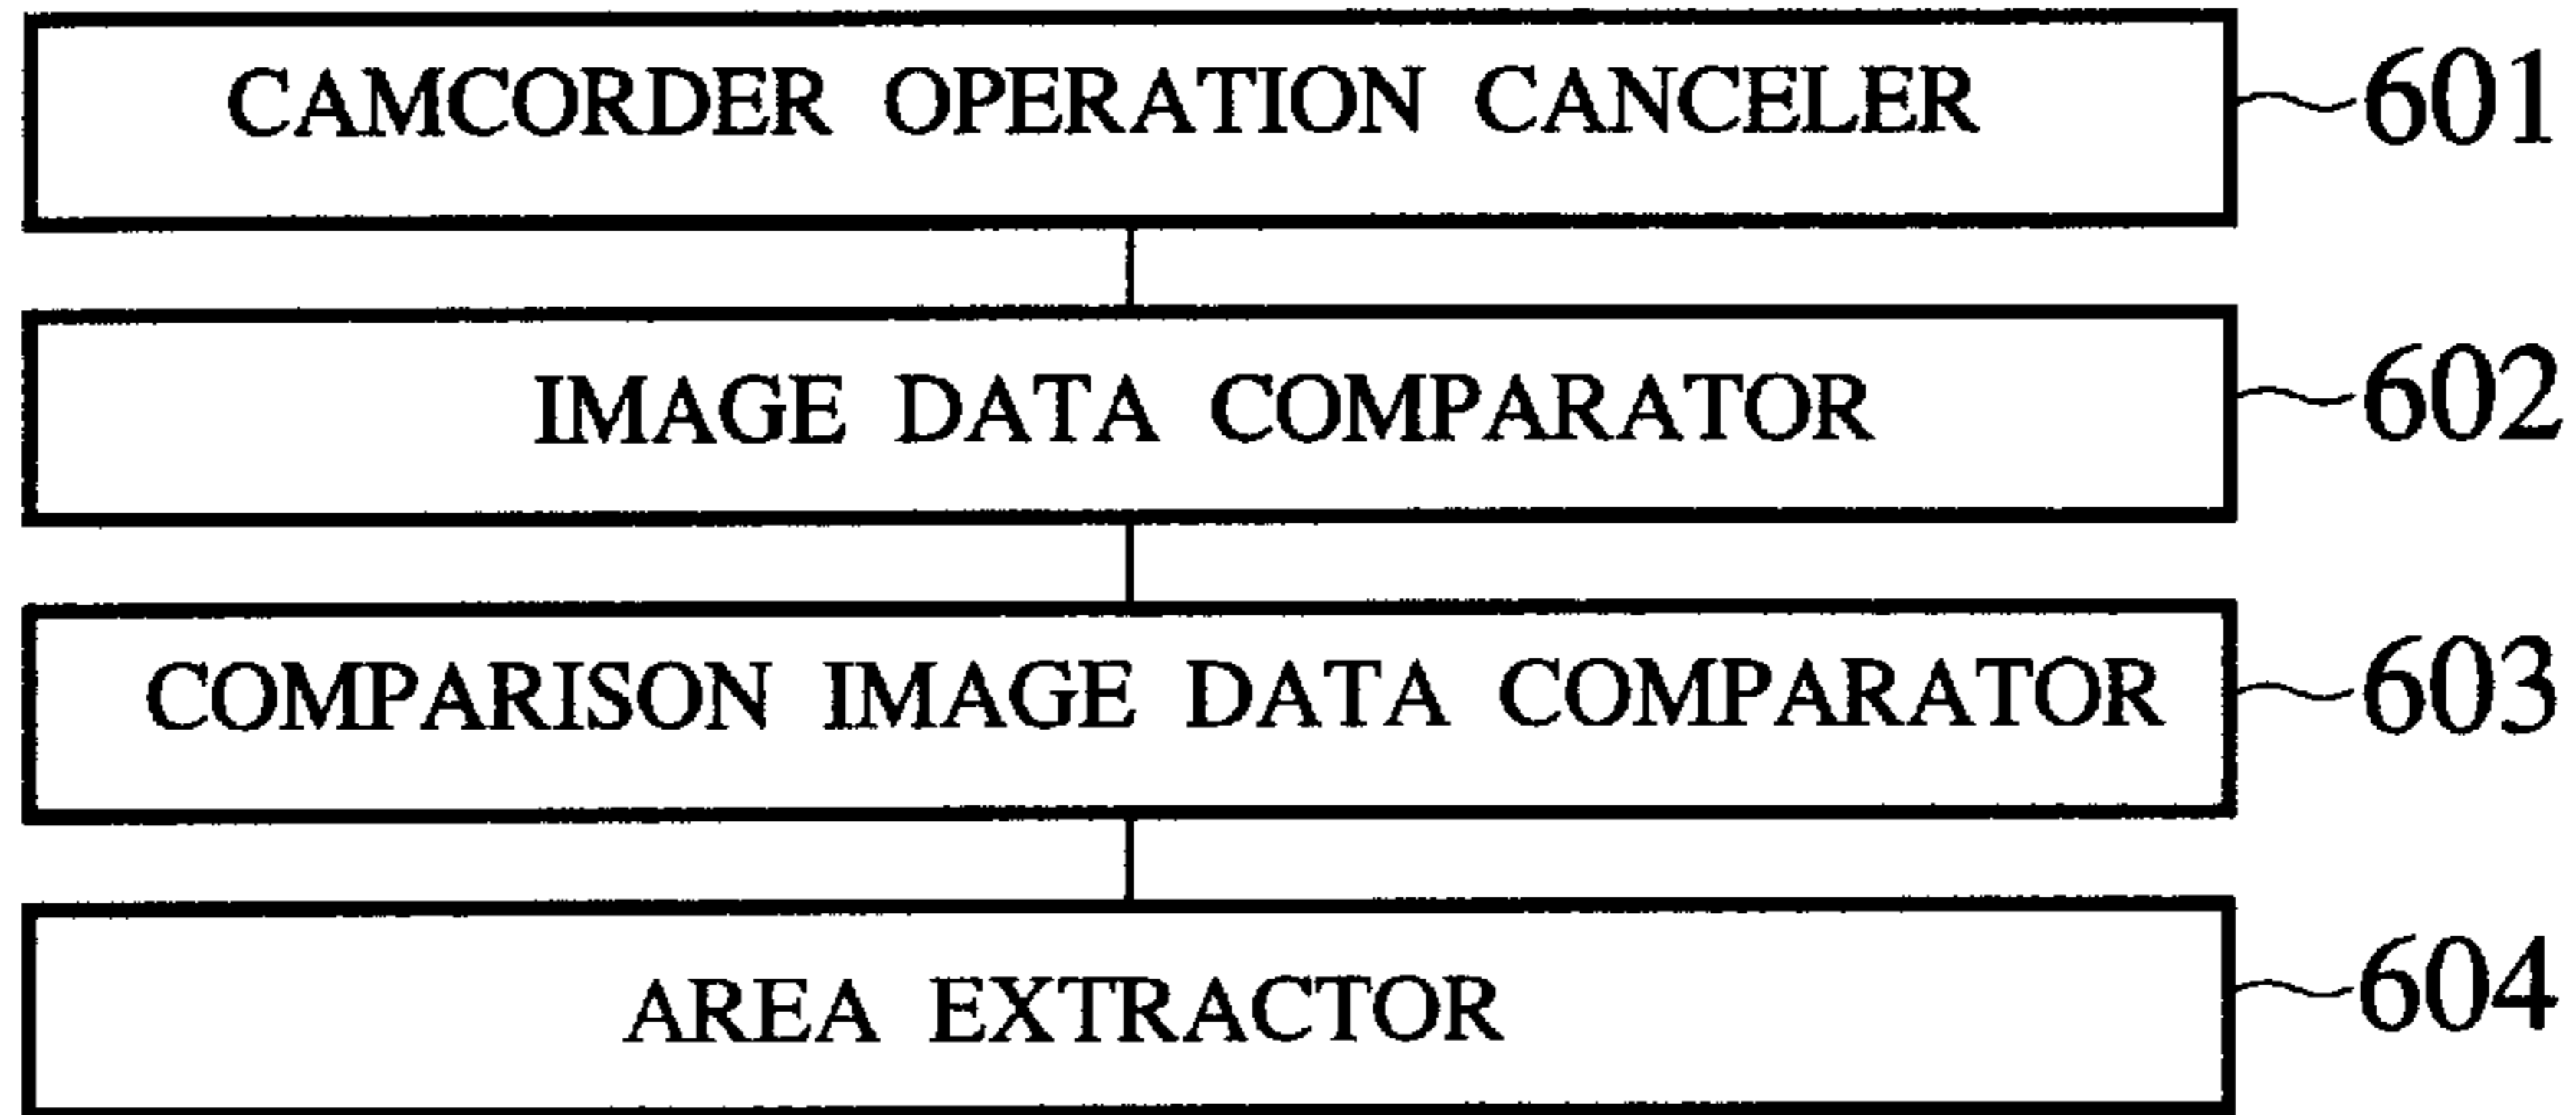 CAMCORDER OPERATION CANCELER 601
IMAGE DATA COMPARATOR 602
COMPARISON IMAGE DATA COMPARATOR 603
AREA EXTRACTOR 604